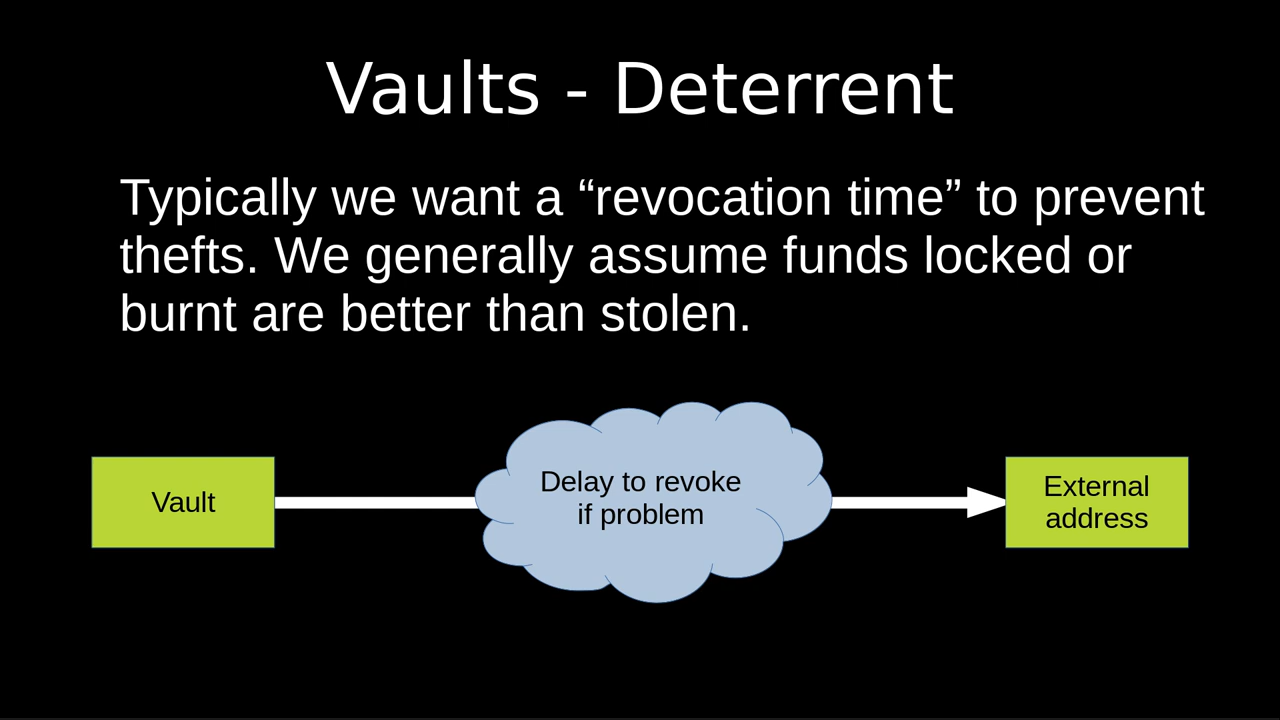 Vaults - Deterrent
Typically we want a “revocation time” to prevent
thefts. We generally assume funds locked or
burnt are better than stolen.
Vault
Delay to revoke
if problem
External
address